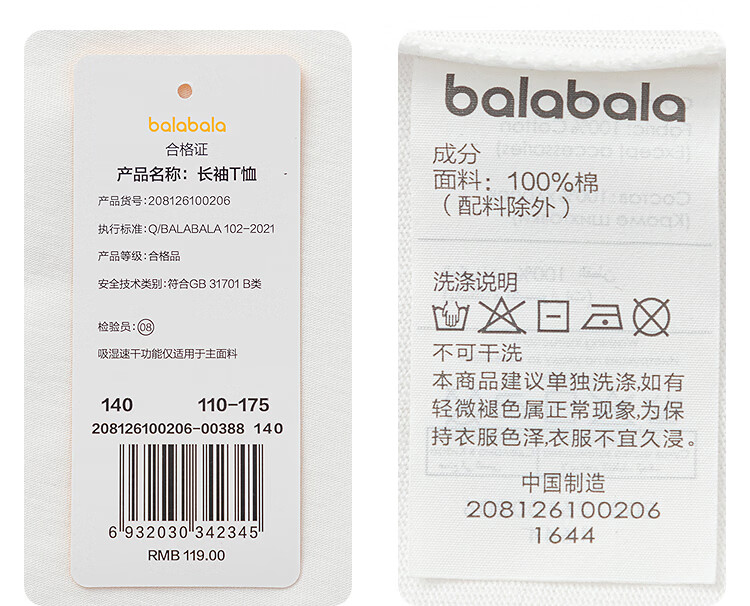 balabala
合格证
产品名称：长袖T恤
产品货号:208126100206
执行标准:Q/BALABALA 102-2021
产品等级:合格品
安全技术类别:符合GB 31701 B类
检验员:08
吸湿速干功能仅适用于主面料
140 110-175
208126100206-00388 140
6 932030 342345
RMB 119.00
balabala
成分
面料：100%棉
（配料除外）
洗涤说明
不可干洗
本商品建议单独洗涤,如有
轻微褪色属正常现象,为保
持衣服色泽,衣服不宜久浸。
中国制造
208126100206
1644